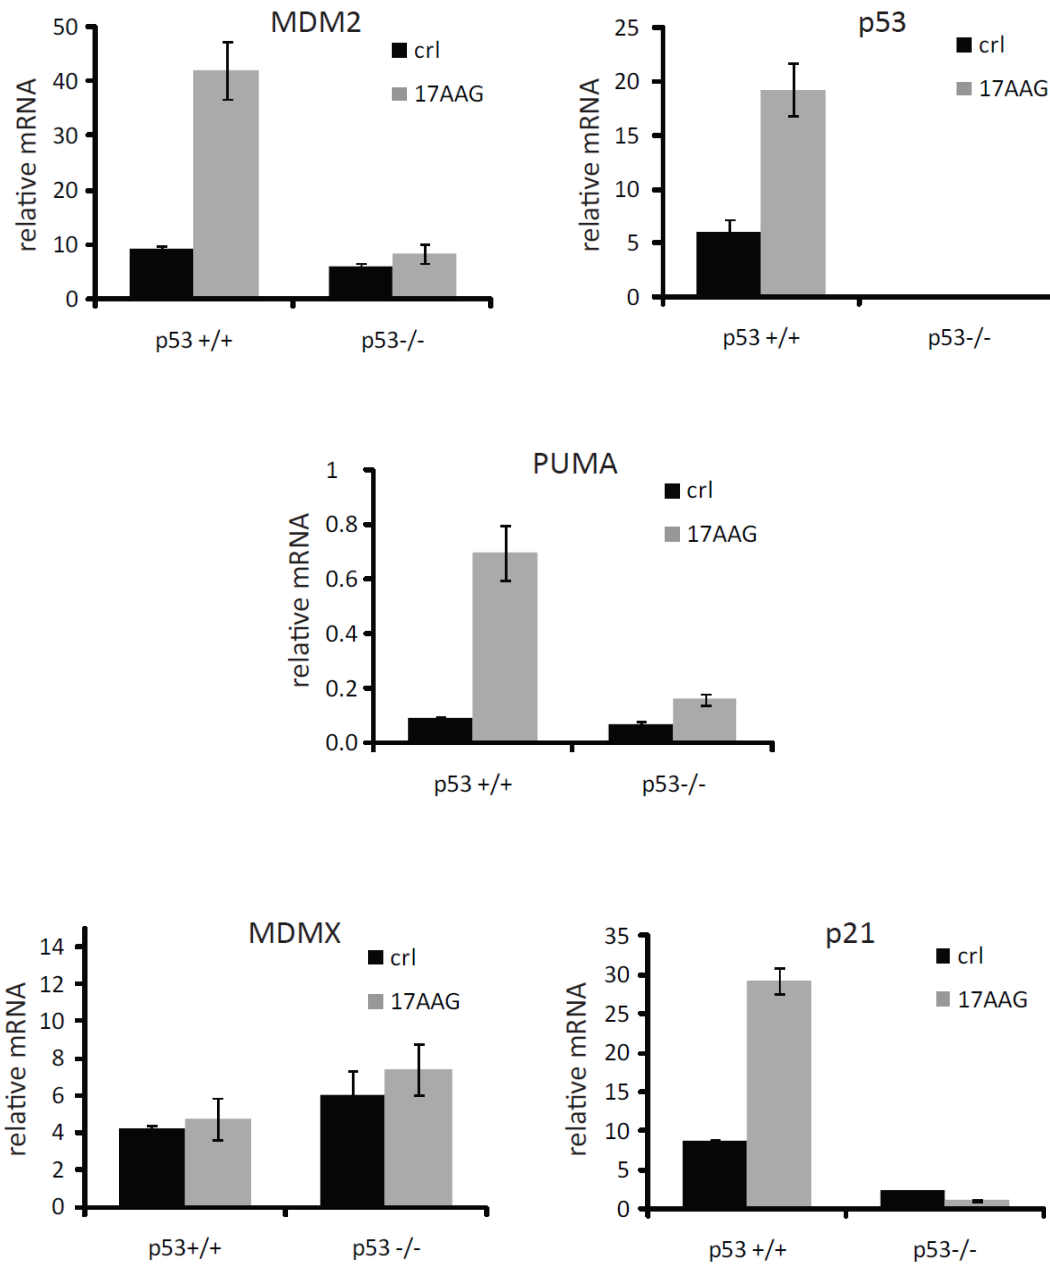 MDM2
crl
17AAG
relative mRNA
50
40
30
20
10
0
p53 +/+
p53-/-
p53
crl
17AAG
relative mRNA
25
20
15
10
5
0
p53 +/+
p53-/-
PUMA
crl
17AAG
relative mRNA
1
0.8
0.6
0.4
0.2
0.0
p53 +/+
p53-/-
MDMX
crl
17AAG
relative mRNA
14
12
10
8
6
4
2
0
p53+/+
p53 -/-
p21
crl
17AAG
relative mRNA
35
30
25
20
15
10
5
0
p53 +/+
p53-/-